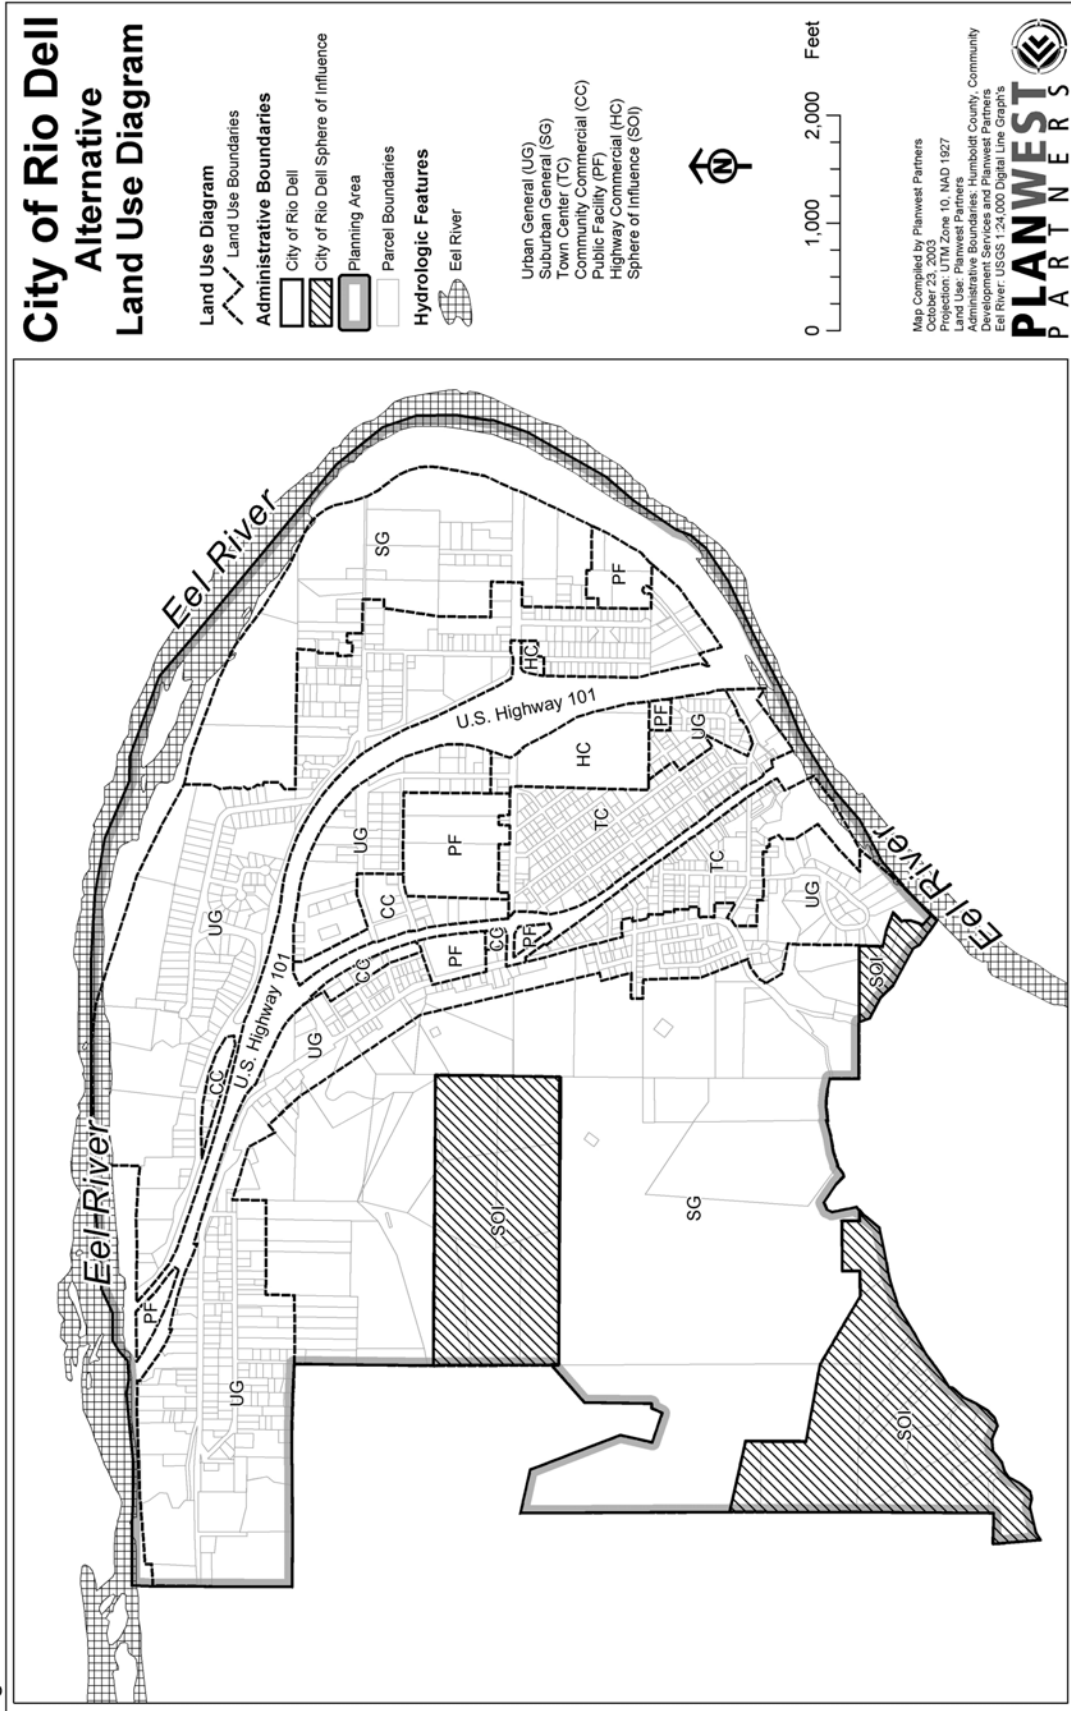 City of Rio Dell
Alternative
Land Use Diagram
Land Use Diagram
Land Use Boundaries
Administrative Boundaries
City of Rio Dell
City of Rio Dell Sphere of Influence
Planning Area
Parcel Boundaries
Hydrologic Features
Eel River
Urban General (UG)
Suburban General (SG)
Town Center (TC)
Community Commercial (CC)
Public Facility (PF)
Highway Commercial (HC)
Sphere of Influence (SOI)
N
0 1,000 2,000 Feet
Map Compiled by Planwest Partners
October 23, 2003
Projection: UTM Zone 10, NAD 1927
Land Use: Planwest Partners
Administrative Boundaries: Humboldt County, Community
Development Services and Planwest Partners
Eel River: USGS 1:24,000 Digital Line Graph's
PLANWEST
PARTNERS
Eel River
Eel River
Eel River
U.S. Highway 101
U.S. Highway 101
SG
PF
HC
HC
PF
UG
TC
TC
UG
UG
PF
CC
CC
PF
CC
PF
UG
UG
CC
PF
UG
SOI
SOI
SOI
SG